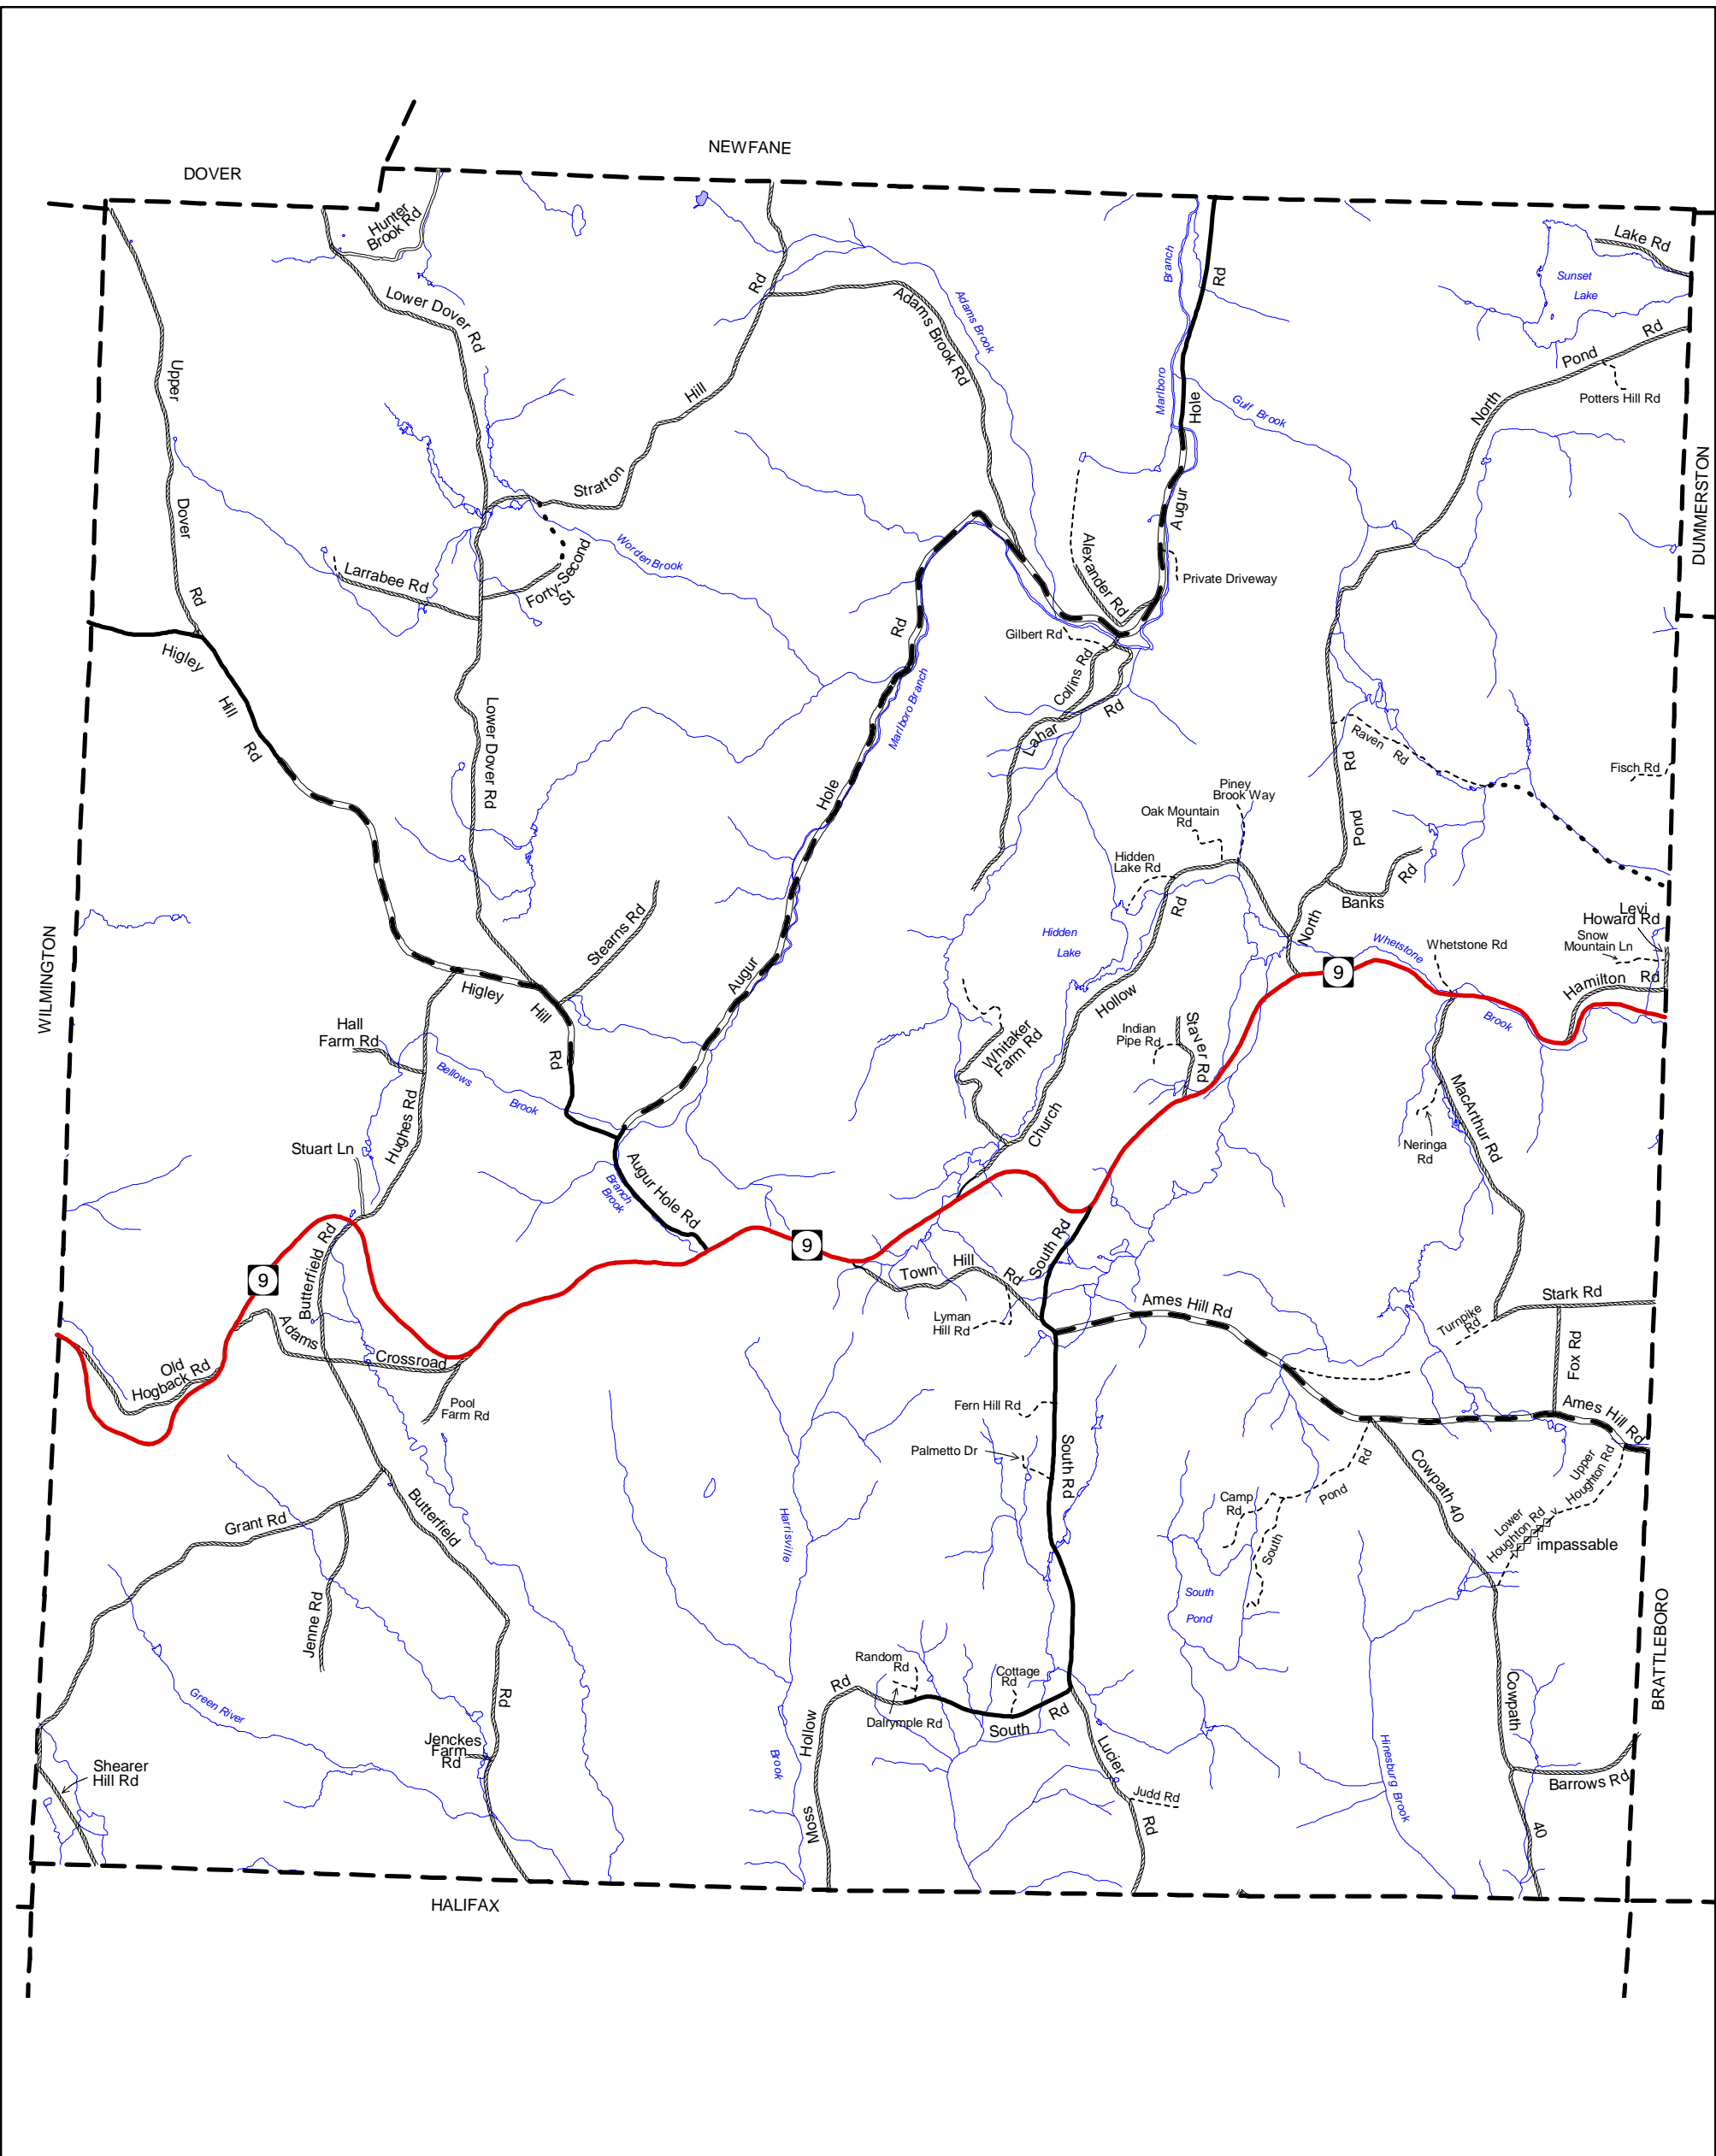 NEWFANE
DOVER
Hunter
Brook Rd
Lake Rd
Sunset
Lake
Branch
Rd
Rd
Adams Brook
Adams Brook Rd
Lower Dover Rd
Pond
Rd
Potters Hill Rd
Upper
Hill
Marlboro
Hole
Gulf Brook
North
DUMMERSTON
Stratton
Dover
Augur
Worden Brook
Forty-Second
St
Larrabee Rd
Alexander Rd
Private Driveway
Rd
Higley
Rd
Gilbert Rd
Collins Rd
Marlboro Branch
Lahar
Rd
Hill
Rd
Lower Dover Rd
Raven Rd
Rd
Fisch Rd
Hole
Piney
Brook Way
Oak Mountain
Rd
Pond
Hidden
Lake Rd
Banks
Rd
Rd
Levi
Howard Rd
Snow
Mountain Ln
Stearns Rd
Hidden
Lake
North
Whetstone
Whetstone Rd
WILMINGTON
Augur
9
Hamilton Rd
Higley
Hill
Rd
Hollow
Brook
Hall
Farm Rd
Indian
Pipe Rd
Staver Rd
Whitaker
Farm Rd
Bellows
Brook
Hughes Rd
Church
MacArthur Rd
Neringa
Rd
Stuart Ln
Augur Hole Rd
Branch
Brook
Butterfield Rd
9
9
South Rd
Town Hill Rd
Lyman
Hill Rd
Ames Hill Rd
Stark Rd
Turnpike
Rd
Adams
Crossroad
Old
Hogback Rd
Fox Rd
Pool
Farm Rd
Fern Hill Rd
Ames Hill Rd
Palmetto Dr
South Rd
Cowpath 40
Upper
Houghton Rd
Rd
Pond
Camp
Rd
South
Lower
Houghton Rd
impassable
Grant Rd
Butterfield
Harrisville
Jenne Rd
South
Pond
BRATTLEBORO
Green River
Rd
Random
Rd
Cottage
Rd
Rd
Dalrymple Rd
South
Rd
Hollow
Cowpath
Jenckes
Farm
Rd
Lucier
Hinesburg Brook
Shearer
Hill Rd
Brook
Judd Rd
Barrows Rd
Moss
Rd
40
HALIFAX